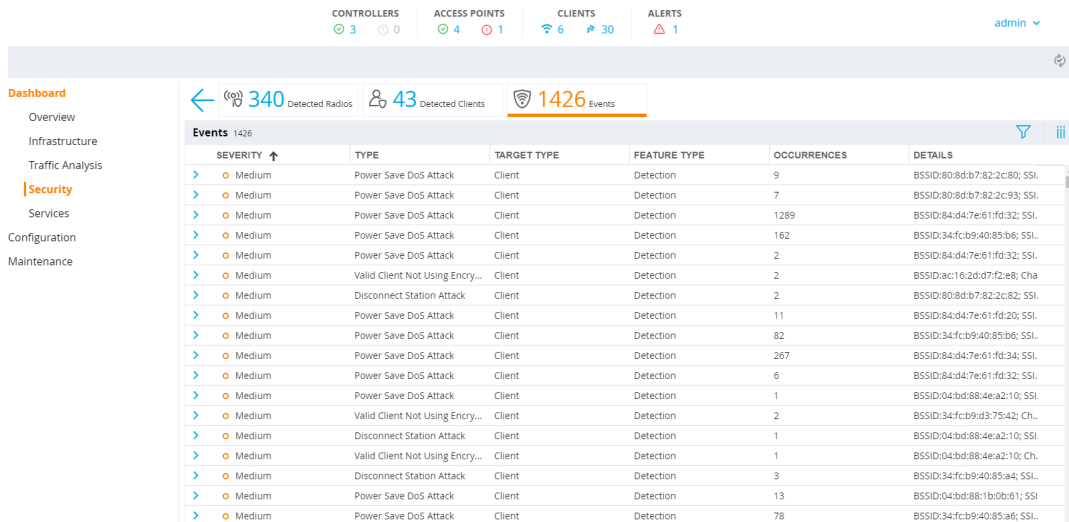 CONTROLLERS ACCESS POINTS CLIENTS ALERTS
3 0 4 1 6 30 1
admin
Dashboard
Overview
Infrastructure
Traffic Analysis
Security
Services
Configuration
Maintenance
340 Detected Radios 43 Detected Clients 1426 Events
Events 1426
SEVERITY TYPE TARGET TYPE FEATURE TYPE OCCURRENCES DETAILS
Medium Power Save DoS Attack Client Detection 9 BSSID:80:8d:b7:82:2c:80; SSI.
Medium Power Save DoS Attack Client Detection 7 BSSID:80:8d:b7:82:2c:93; SSI.
Medium Power Save DoS Attack Client Detection 1289 BSSID:84:d4:7e:61:fd:32; SSI.
Medium Power Save DoS Attack Client Detection 162 BSSID:34:fc:b9:40:85:b6; SSI..
Medium Power Save DoS Attack Client Detection 2 BSSID:84:d4:7e:61:fd:32; SSI.
Medium Valid Client Not Using Encry... Client Detection 2 BSSID:ac:16:2d:d7:f2:e8; Cha
Medium Disconnect Station Attack Client Detection 2 BSSID:80:8d:b7:82:2c:82; SSI.
Medium Power Save DoS Attack Client Detection 11 BSSID:84:d4:7e:61:fd:20; SSI..
Medium Power Save DoS Attack Client Detection 82 BSSID:34:fc:b9:40:85:b6; SSI..
Medium Power Save DoS Attack Client Detection 267 BSSID:84:d4:7e:61:fd:34; SSI.
Medium Power Save DoS Attack Client Detection 6 BSSID:84:d4:7e:61:fd:32; SSI.
Medium Power Save DoS Attack Client Detection 1 BSSID:04:bd:88:4e:a2:10; SSI.
Medium Valid Client Not Using Encry... Client Detection 2 BSSID:34:fc:b9:d3:75:42; Ch..
Medium Disconnect Station Attack Client Detection 1 BSSID:04:bd:88:4e:a2:10; SSI.
Medium Valid Client Not Using Encry... Client Detection 1 BSSID:04:bd:88:4e:a2:10; Ch.
Medium Disconnect Station Attack Client Detection 3 BSSID:34:fc:b9:40:85:a4; SSI..
Medium Power Save DoS Attack Client Detection 13 BSSID:04:bd:88:1b:0b:61; SSI
Medium Power Save DoS Attack Client Detection 78 BSSID:34:fc:b9:40:85:a6; SSI..